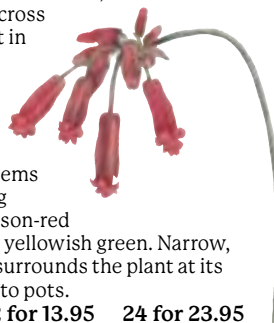 cross
t in
ems
g
son-red
yellowish green. Narrow,
surrounds the plant at its
to pots.
for 13.95 24 for 23.95